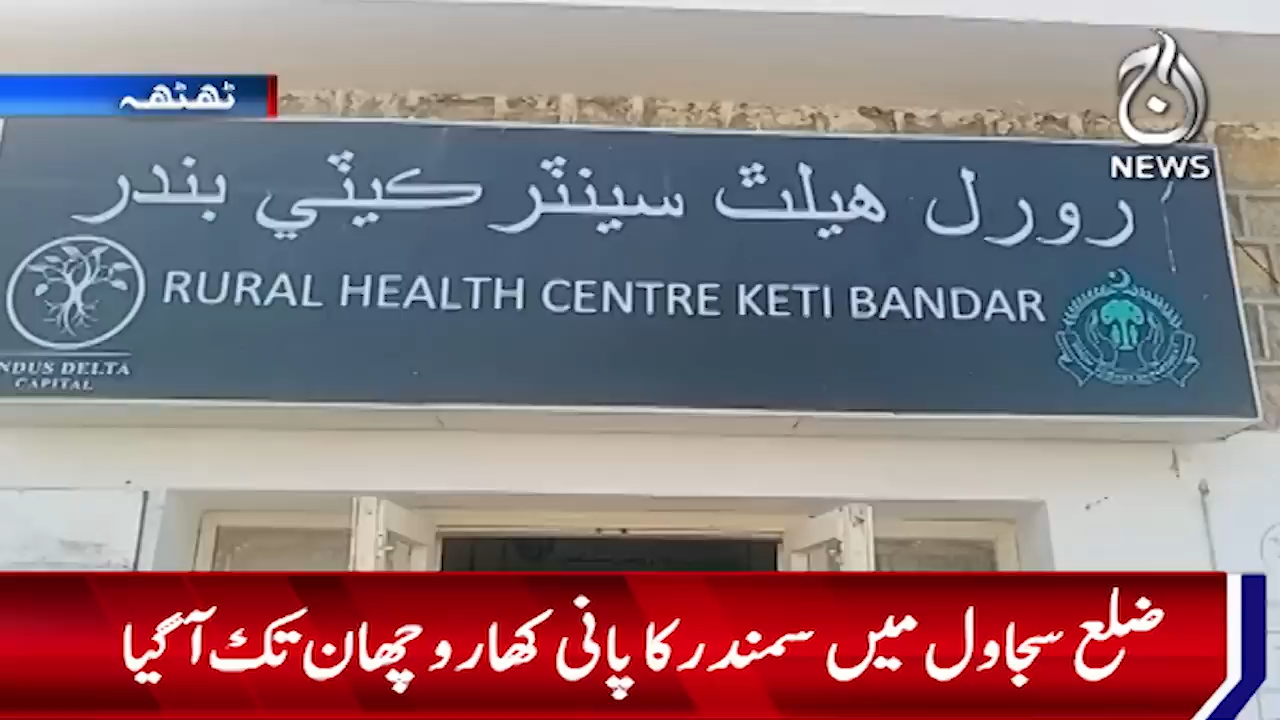 ٹھٹھہ
آج
NEWS
رورل هيلٿ سينٽر ڪيٽي بندر
RURAL HEALTH CENTRE KETI BANDAR
NDUS DELTA
CAPITAL
ضلع سجاول میں سمندر کا پانی کھارو چھان تک آگیا